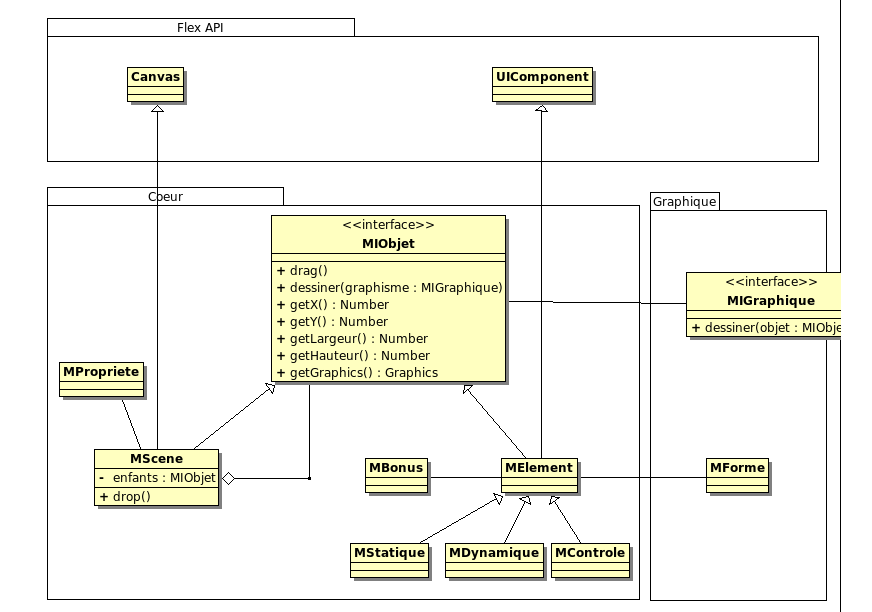 Flex API
Canvas
UIComponent
Coeur
Graphique
<<interface>>
MIObjet
+ drag()
+ dessiner(graphisme : MIGraphique)
+ getX() : Number
+ getY() : Number
+ getLargeur() : Number
+ getHauteur() : Number
+ getGraphics() : Graphics
<<interface>>
MIGraphique
+ dessiner(objet : MIObje
MPropriete
MScene
- enfants : MIObjet
+ drop()
MBonus
MElement
MForme
MStatique
MDynamique
MControle